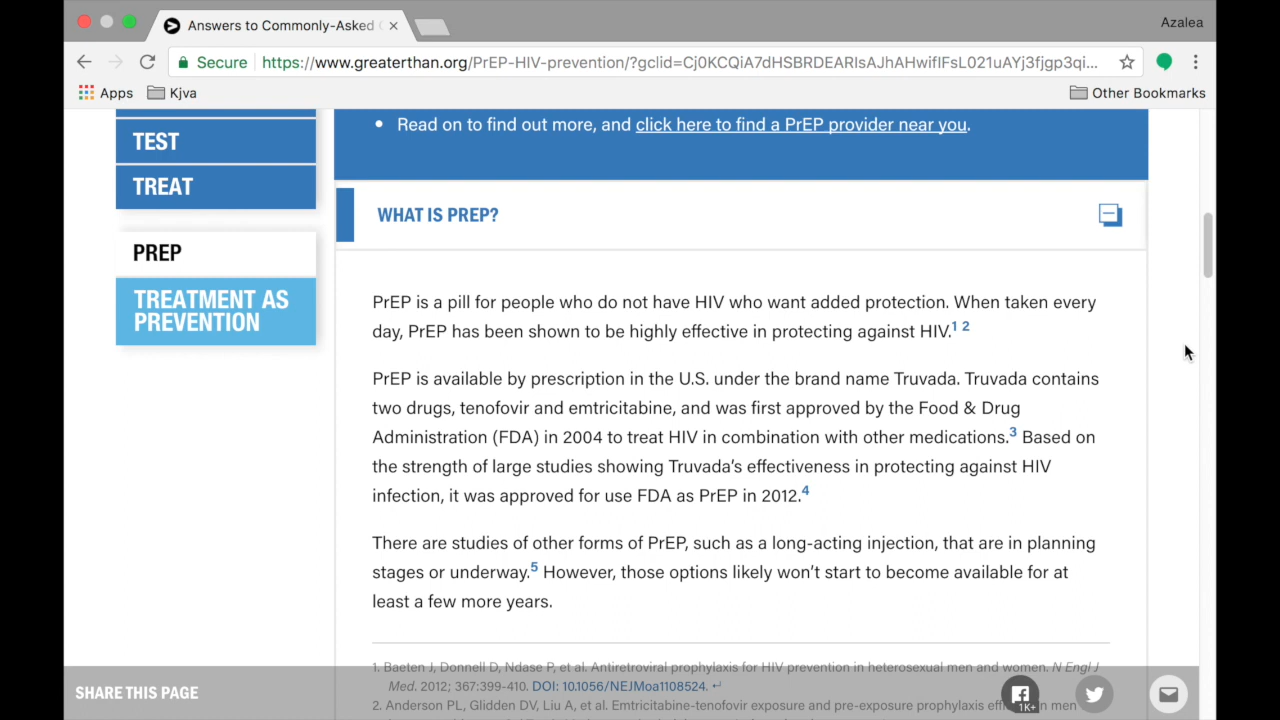 Answers to Commonly-Asked
Azalea
Secure https://www.greaterthan.org/PrEP-HIV-prevention/?gclid=Cj0KCQiA7dHSBRDEARIsAJhAHwifIFsL021uAYj3fjgp3qi...
Apps Kjva Other Bookmarks
• Read on to find out more, and click here to find a PrEP provider near you.
TEST
TREAT
WHAT IS PREP?
PREP
TREATMENT AS
PREVENTION
PrEP is a pill for people who do not have HIV who want added protection. When taken every
day, PrEP has been shown to be highly effective in protecting against HIV.1 2
PrEP is available by prescription in the U.S. under the brand name Truvada. Truvada contains
two drugs, tenofovir and emtricitabine, and was first approved by the Food & Drug
Administration (FDA) in 2004 to treat HIV in combination with other medications.3 Based on
the strength of large studies showing Truvada's effectiveness in protecting against HIV
infection, it was approved for use FDA as PrEP in 2012.4
There are studies of other forms of PrEP, such as a long-acting injection, that are in planning
stages or underway.5 However, those options likely won't start to become available for at
least a few more years.
1. Baeten J, Donnell D, Ndase P, et al. Antiretroviral prophylaxis for HIV prevention in heterosexual men and women. N Engl J
Med. 2012; 367:399-410. DOI: 10.1056/NEJMoa1108524. ↵
2. Anderson PL, Glidden DV, Liu A, et al. Emtricitabine-tenofovir exposure and pre-exposure prophylaxis in men
SHARE THIS PAGE
1K+